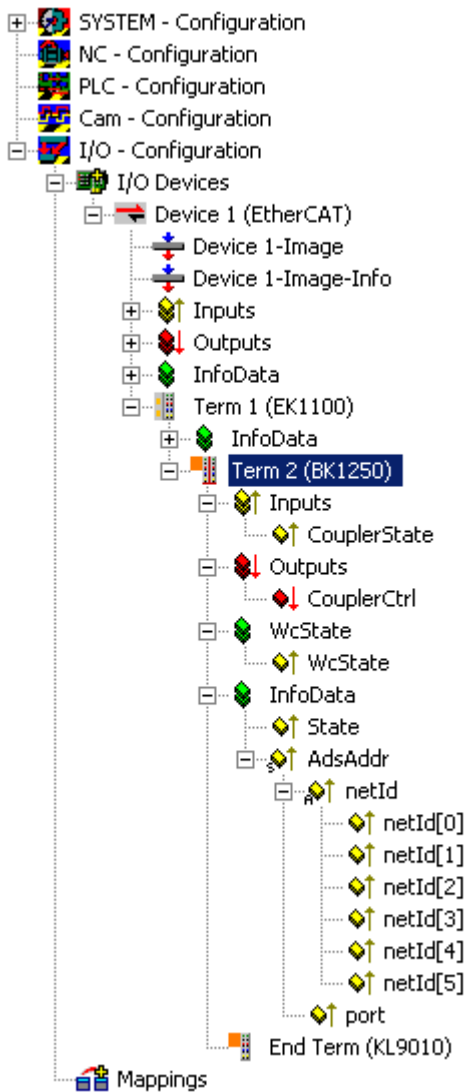 SYSTEM - Configuration
NC - Configuration
PLC - Configuration
Cam - Configuration
I/O - Configuration
I/O Devices
Device 1 (EtherCAT)
Device 1-Image
Device 1-Image-Info
Inputs
Outputs
InfoData
Term 1 (EK1100)
InfoData
Term 2 (BK1250)
Inputs
CouplerState
Outputs
CouplerCtrl
WcState
WcState
InfoData
State
AdsAddr
netId
netId[0]
netId[1]
netId[2]
netId[3]
netId[4]
netId[5]
port
End Term (KL9010)
Mappings